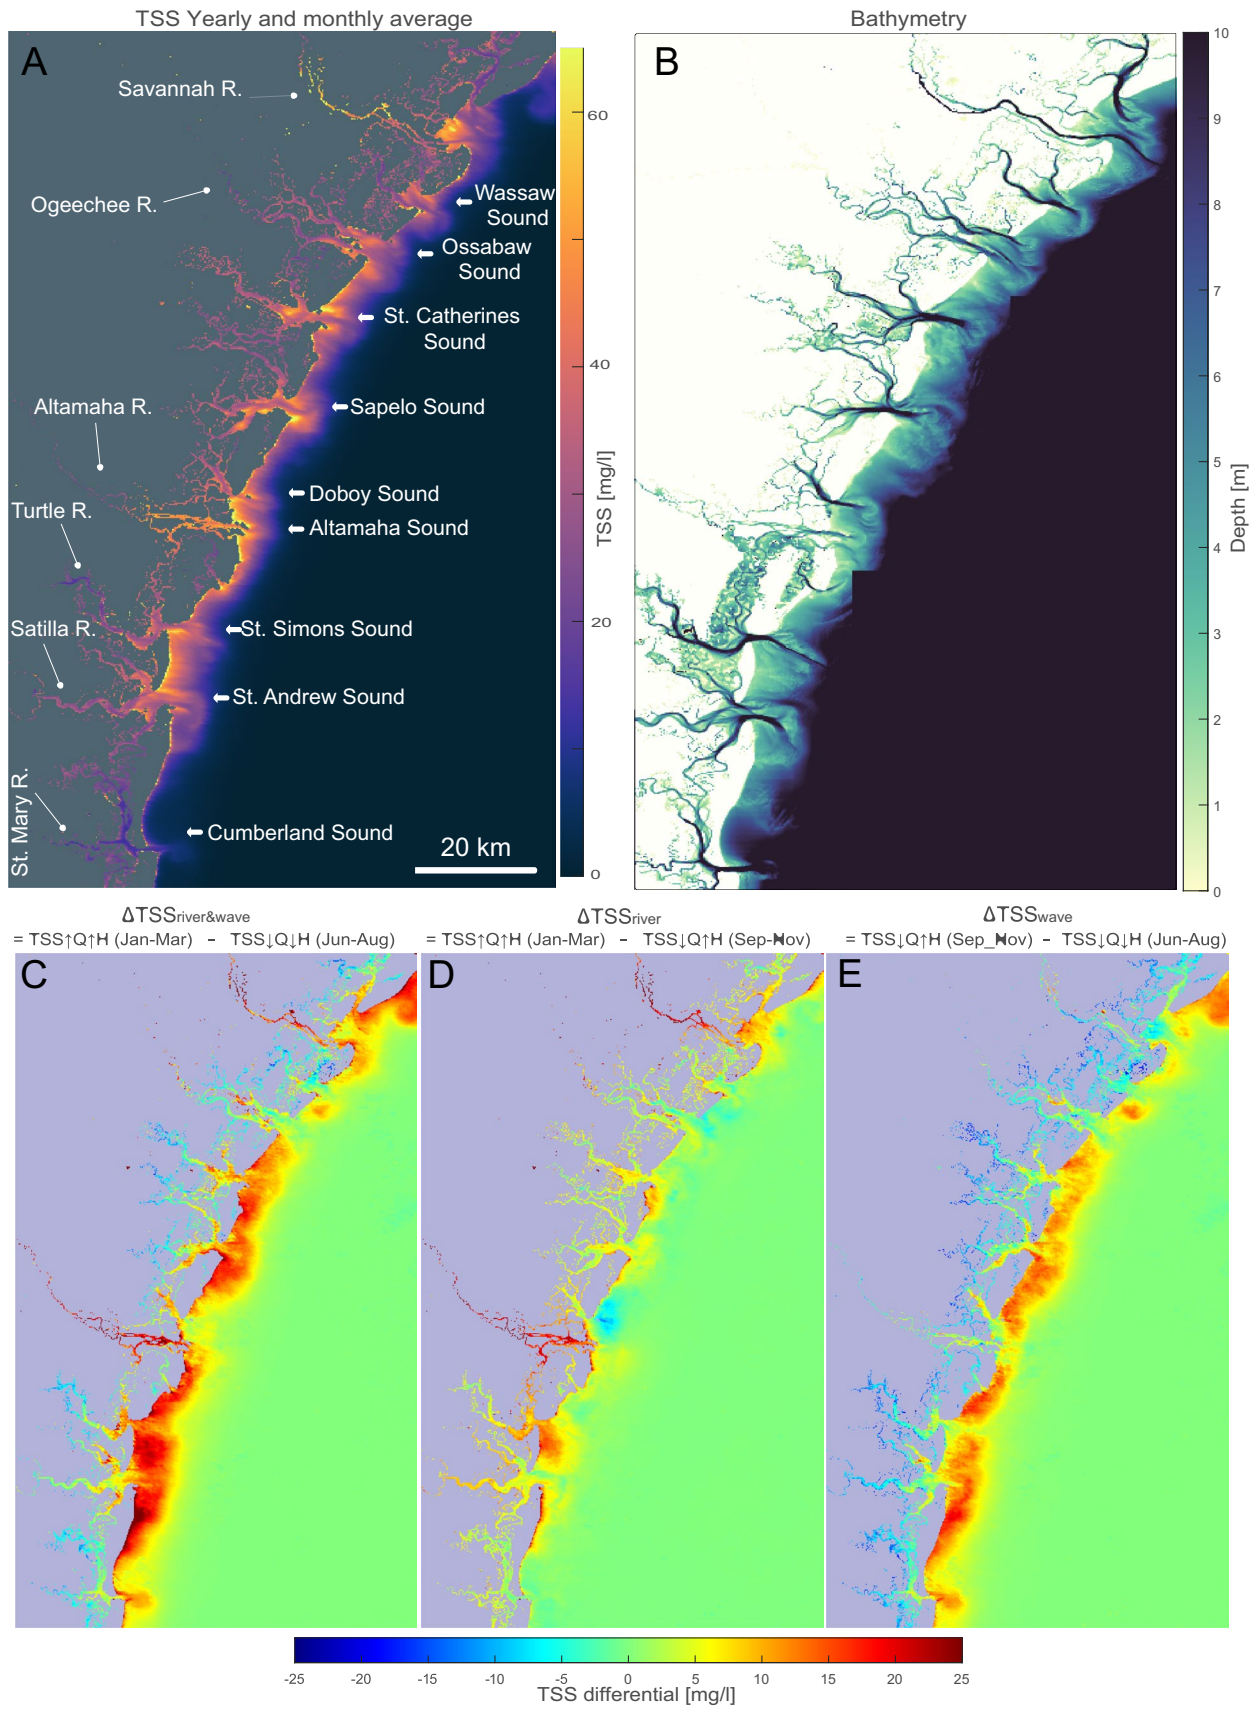 TSS Yearly and monthly average
Bathymetry
A
B
Savannah R.
Ogeechee R.
Wassaw
Sound
Ossabaw
Sound
St. Catherines
Sound
Altamaha R.
Sapelo Sound
Turtle R.
Doboy Sound
Altamaha Sound
Satilla R.
St. Simons Sound
St. Andrew Sound
St. Mary R.
Cumberland Sound
20 km
60
40
20
0
TSS [mg/l]
10
9
8
7
6
5
4
3
2
1
0
Depth [m]
ΔTSSriver&wave
= TSS↑Q↑H (Jan-Mar) - TSS↓Q↓H (Jun-Aug)
ΔTSSriver
= TSS↑Q↑H (Jan-Mar) - TSS↓Q↑H (Sep-Nov)
ΔTSSwave
= TSS↓Q↑H (Sep_Nov) - TSS↓Q↓H (Jun-Aug)
C
D
E
-25 -20 -15 -10 -5 0 5 10 15 20 25
TSS differential [mg/l]